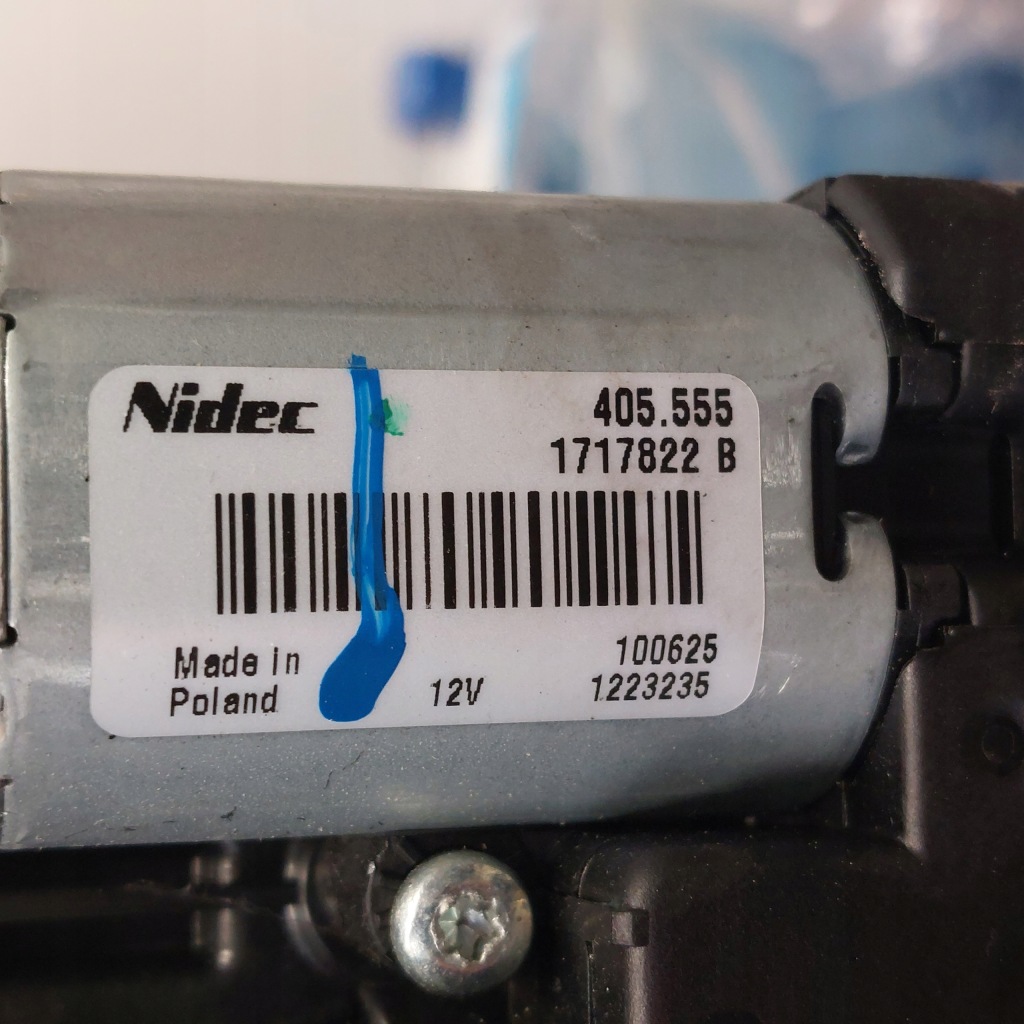 Nidec
405.555
1717822 B
Made in
Poland
12V
100625
1223235